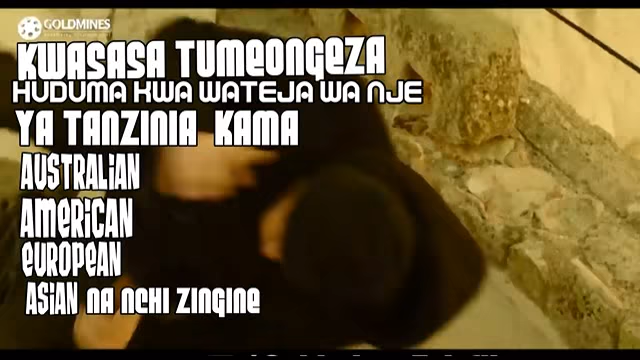 GOLDMINES
KWASASA TUMEONGEZA
HUDUMA KWA WATEJA WA NJE
YA TANZINIA KAMA
AUSTRALIAN
AMERICAN
EUROPEAN
ASIAN NA NCHI ZINGINE